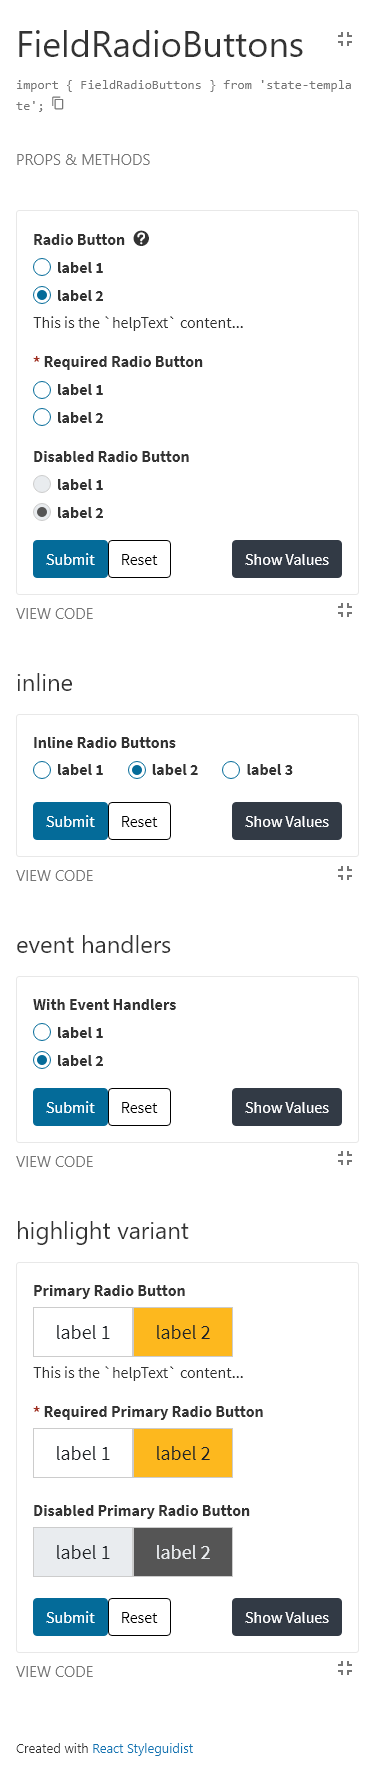 FieldRadioButtons
import { FieldRadioButtons } from 'state-templa
te';
PROPS & METHODS
Radio Button
label 1
label 2
This is the `helpText` content...
* Required Radio Button
label 1
label 2
Disabled Radio Button
label 1
label 2
Submit Reset Show Values
VIEW CODE
inline
Inline Radio Buttons
label 1 label 2 label 3
Submit Reset Show Values
VIEW CODE
event handlers
With Event Handlers
label 1
label 2
Submit Reset Show Values
VIEW CODE
highlight variant
Primary Radio Button
label 1 label 2
This is the `helpText` content...
* Required Primary Radio Button
label 1 label 2
Disabled Primary Radio Button
label 1 label 2
Submit Reset Show Values
VIEW CODE
Created with React Styleguidist